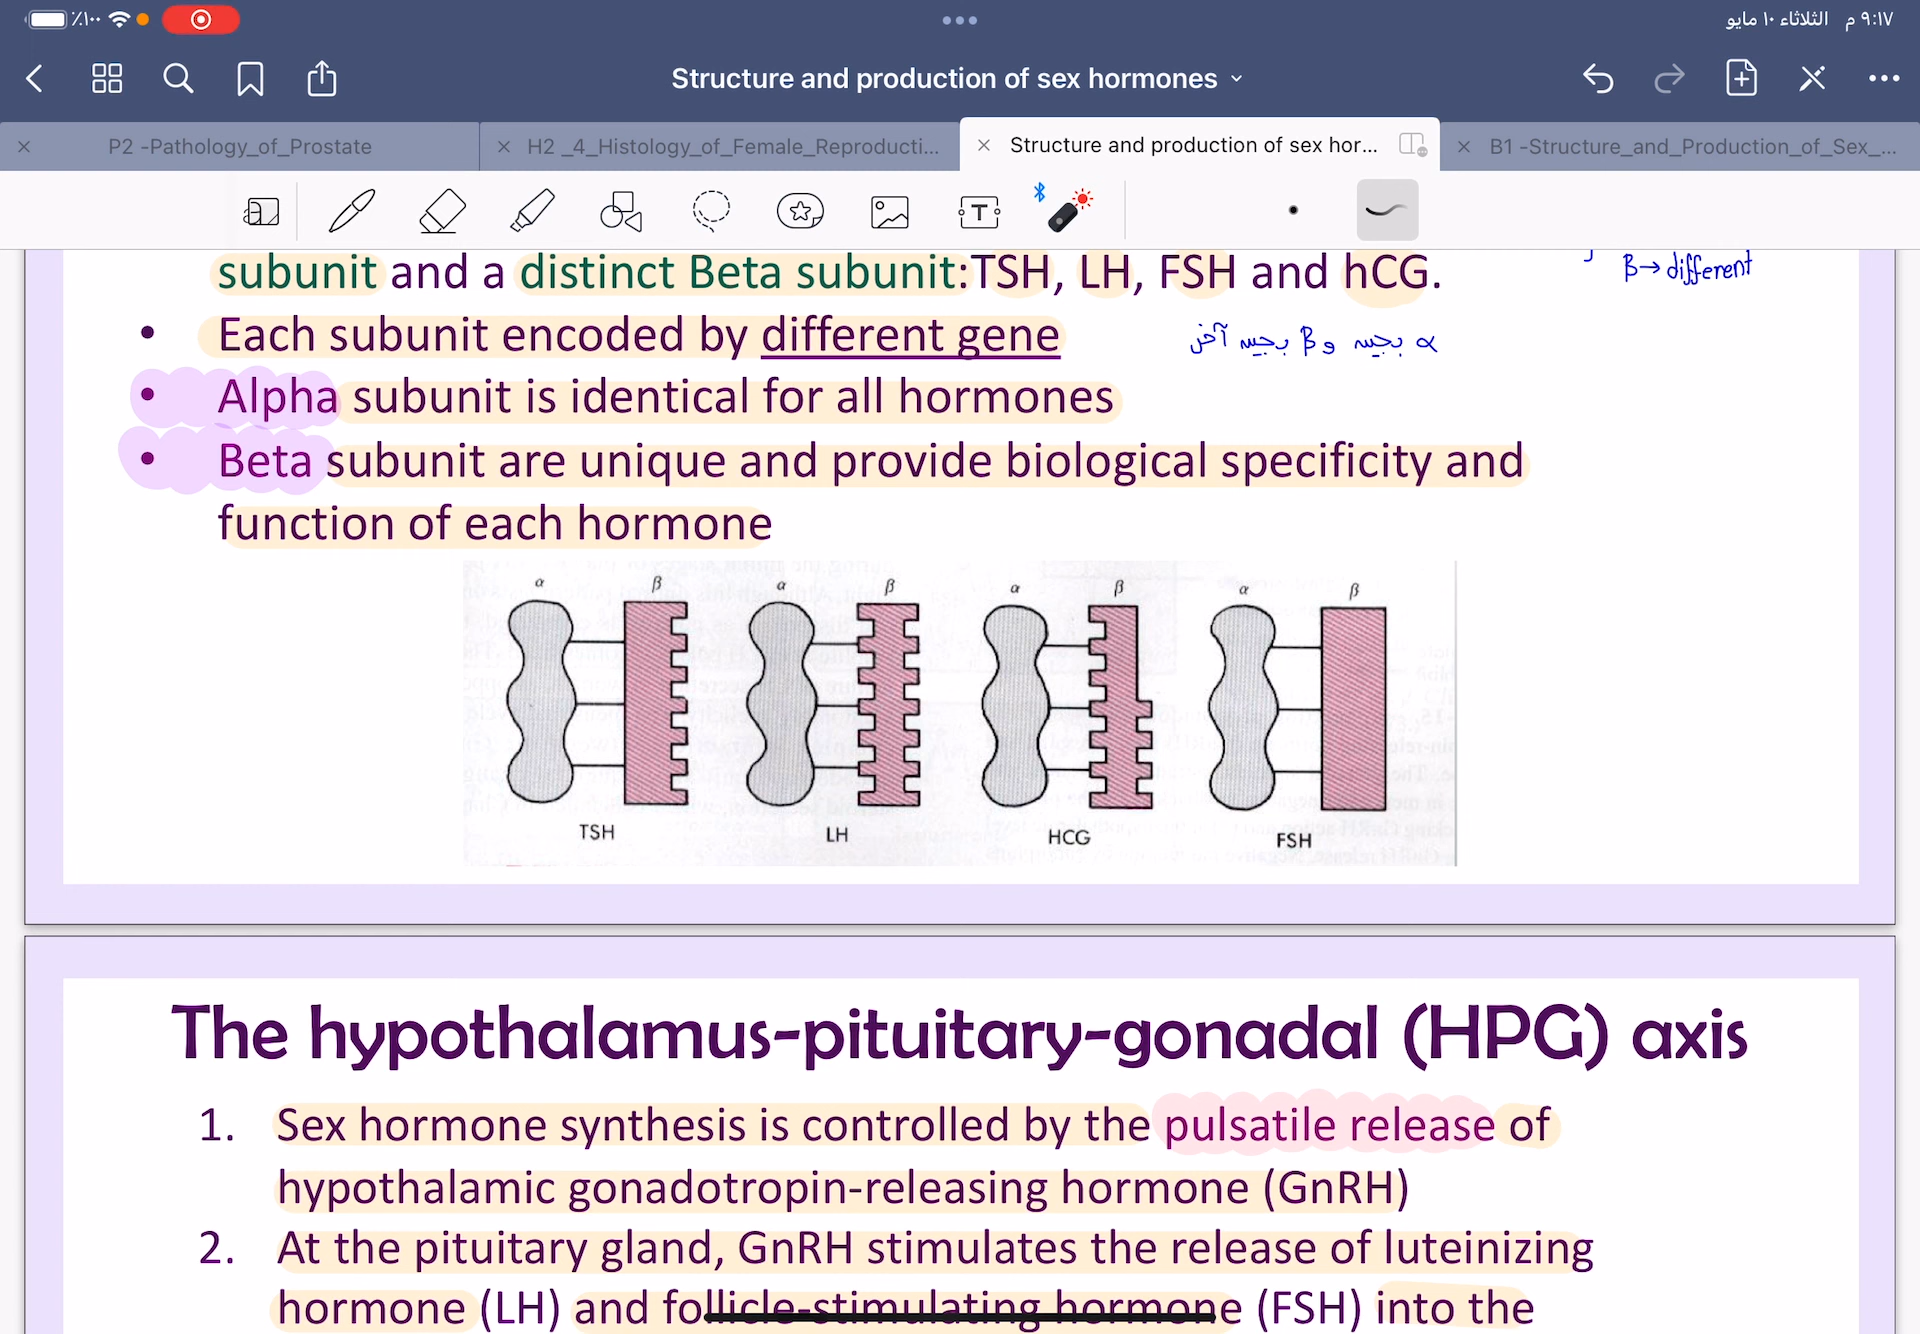 ٪١٠٠
٩:١٧ م الثلاثاء ١٠ مايو
Structure and production of sex hormones
P2 -Pathology_of_Prostate
H2 _4_Histology_of_Female_Reproducti...
Structure and production of sex hor...
B1 -Structure_and_Production_of_Sex_...
subunit and a distinct Beta subunit:TSH, LH, FSH and hCG.
β→different
• Each subunit encoded by different gene
α بجين و β بجين آخر
• Alpha subunit is identical for all hormones
• Beta subunit are unique and provide biological specificity and
function of each hormone
α β α β α β α β
TSH LH HCG FSH
The hypothalamus-pituitary-gonadal (HPG) axis
1. Sex hormone synthesis is controlled by the pulsatile release of
hypothalamic gonadotropin-releasing hormone (GnRH)
2. At the pituitary gland, GnRH stimulates the release of luteinizing
hormone (LH) and follicle-stimulating hormone (FSH) into the